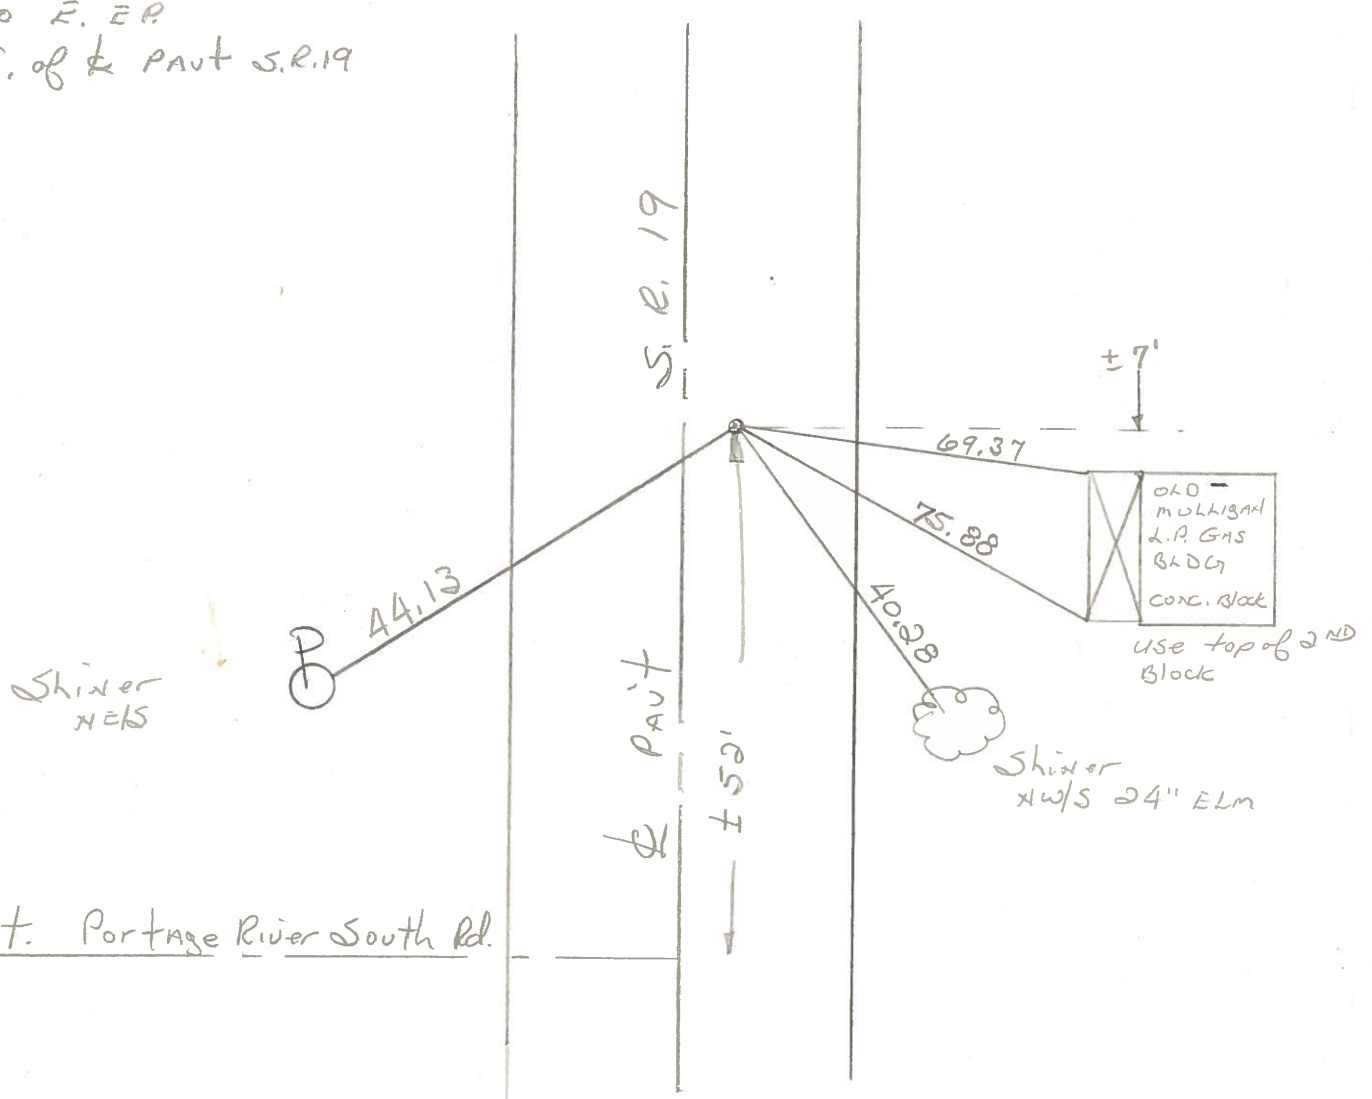 E. EP.
of ℄ PAVt S.R.19
S. R. 19
± 7'
69.37
75.88
40.28
44.13
P
OLD
MULLIGAN
L.P. GAS
BLDG
CONC. Block
Use top of 2ND
Block
Shiner
NE/S
℄ PAVt
± 52'
Shiner
NW/S 24" ELM
t. Portage River South Rd.